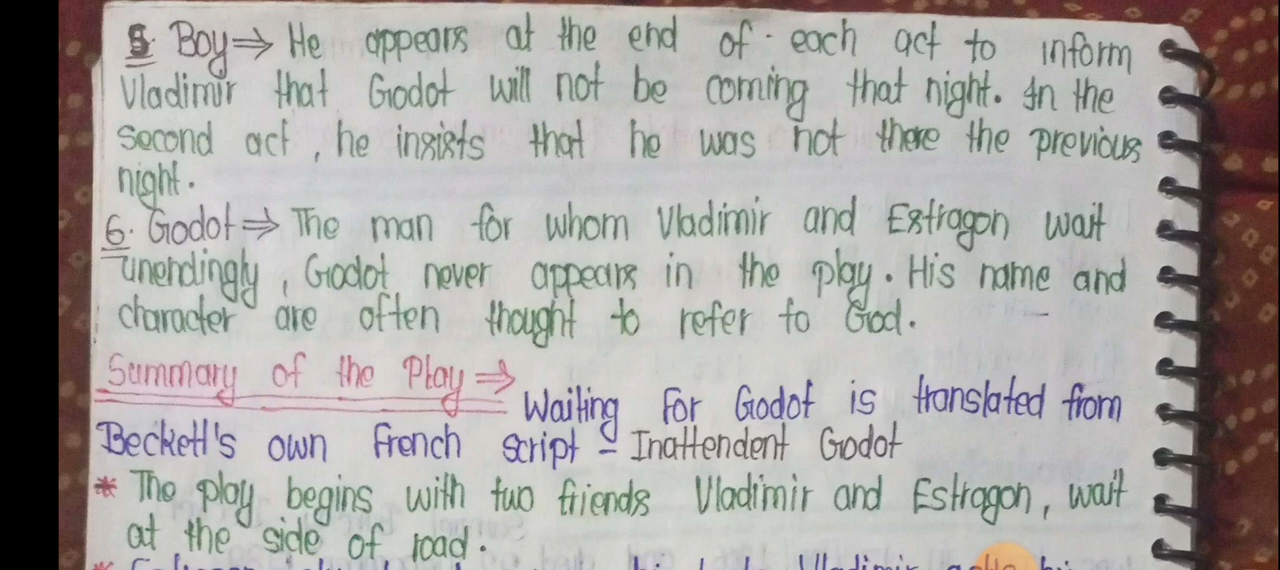 5. Boy ⇒ He appears at the end of each act to inform
Vladimir that Godot will not be coming that night. In the
second act, he insists that he was not there the previous
night.
6. Godot ⇒ The man for whom Vladimir and Estragon wait
unendingly, Godot never appears in the play. His name and
character are often thought to refer to God.
Summary of the Play ⇒
Waiting For Godot is translated from
Beckett's own French script - Inattendent Godot
* The play begins with two friends Vladimir and Estragon, wait
at the side of road.